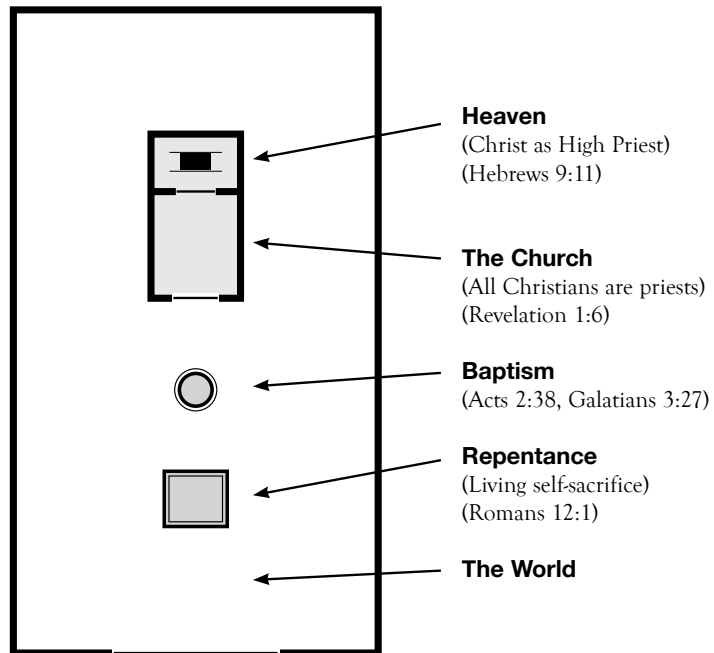 Heaven
(Christ as High Priest)
(Hebrews 9:11)
The Church
(All Christians are priests)
(Revelation 1:6)
Baptism
(Acts 2:38, Galatians 3:27)
Repentance
(Living self-sacrifice)
(Romans 12:1)
The World